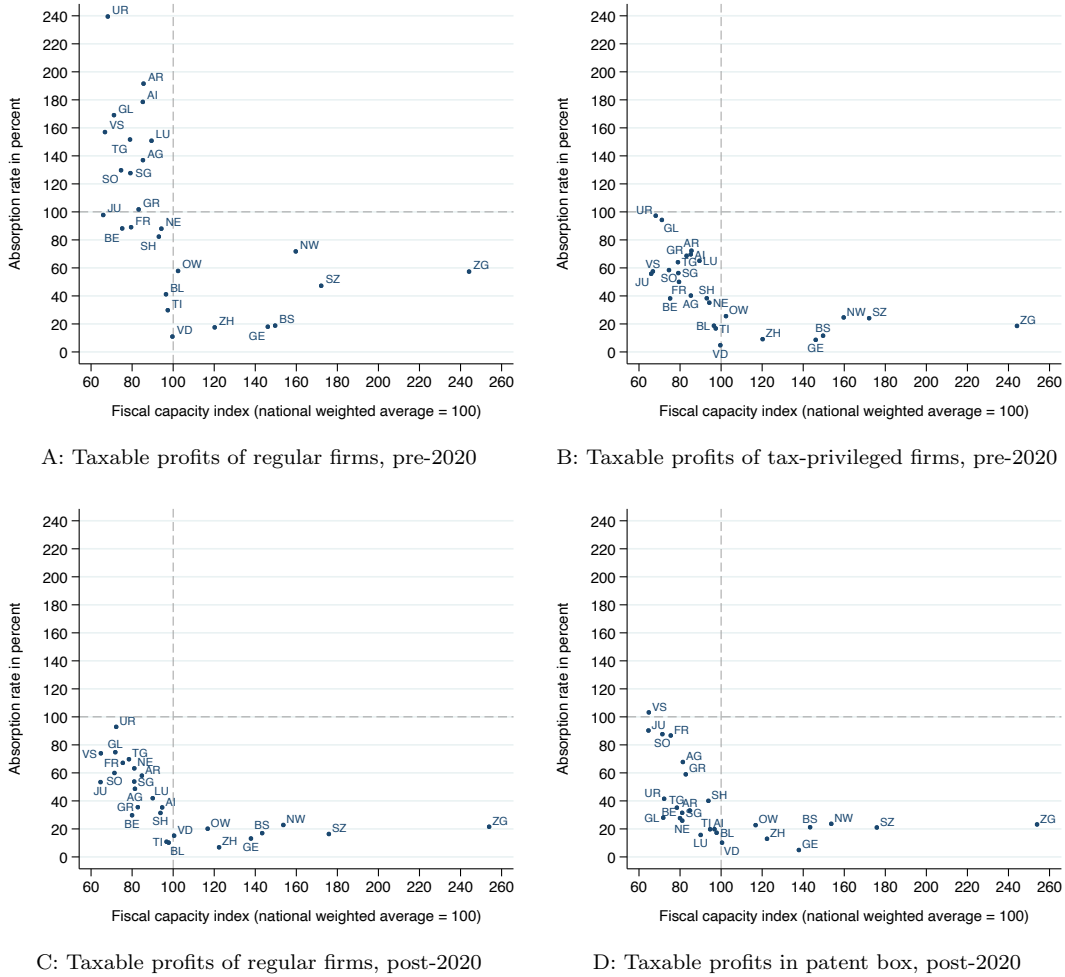 Absorption rate in percent
240
220
200
180
160
140
120
100
80
60
40
20
0
UR
AR
AI
GL
VS
LU
TG
AG
SO
SG
JU
GR
FR
NE
BE
SH
NW
OW
SZ
ZG
BL
TI
ZH
BS
GE
VD
60 80 100 120 140 160 180 200 220 240 260
Fiscal capacity index (national weighted average = 100)
A: Taxable profits of regular firms, pre-2020
Absorption rate in percent
240
220
200
180
160
140
120
100
80
60
40
20
0
UR
GL
AR
GR
AI
LU
TG
VS
SG
SO
JU
FR
SH
AG
BE
NE
OW
NW
SZ
BL
TI
ZG
BS
ZH
GE
VD
60 80 100 120 140 160 180 200 220 240 260
Fiscal capacity index (national weighted average = 100)
B: Taxable profits of tax-privileged firms, pre-2020
Absorption rate in percent
240
220
200
180
160
140
120
100
80
60
40
20
0
UR
GL
VS
TG
FR
NE
AR
SO
SG
JU
LU
AG
AI
GR
SH
BE
VD
OW
NW
BS
SZ
ZG
TI
BL
ZH
GE
60 80 100 120 140 160 180 200 220 240 260
Fiscal capacity index (national weighted average = 100)
C: Taxable profits of regular firms, post-2020
Absorption rate in percent
240
220
200
180
160
140
120
100
80
60
40
20
0
VS
JU
FR
SO
AG
GR
UR
SH
TG
AR
BE
SG
GL
NE
TI
AI
BL
LU
VD
OW
ZH
BS
NW
SZ
ZG
GE
60 80 100 120 140 160 180 200 220 240 260
Fiscal capacity index (national weighted average = 100)
D: Taxable profits in patent box, post-2020